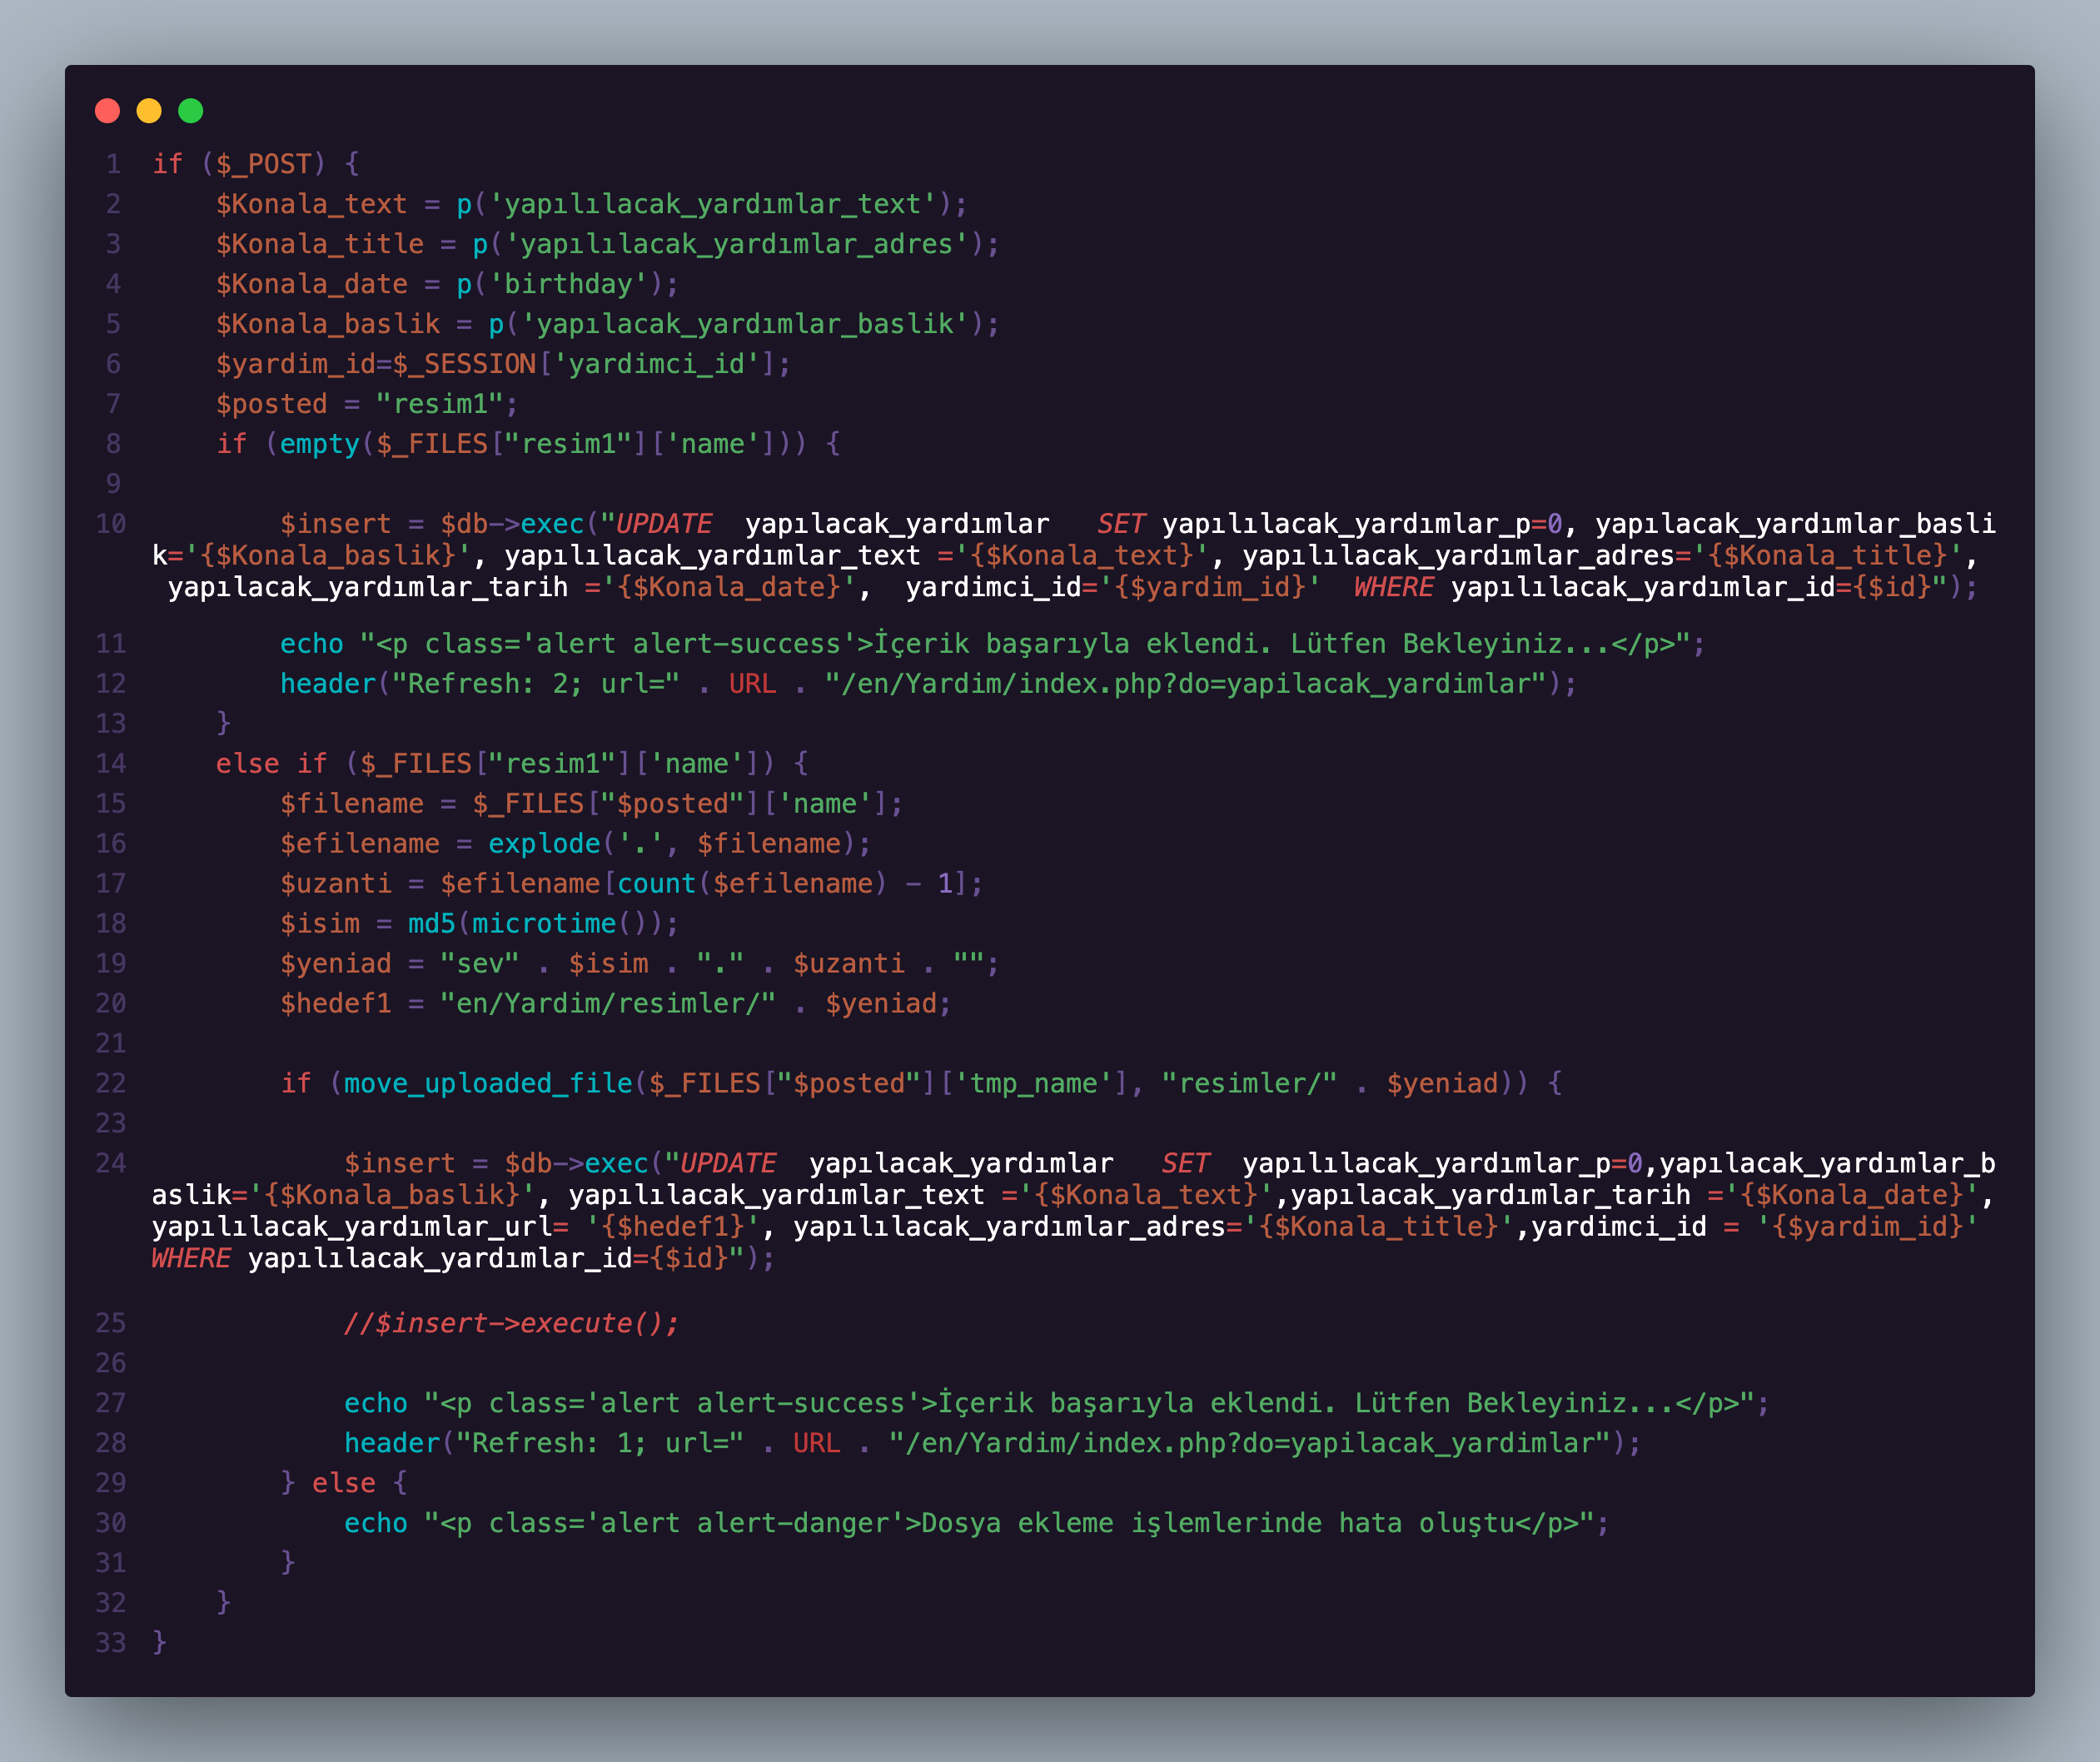 1 if ($_POST) {
2 $Konala_text = p('yapılılacak_yardımlar_text');
3 $Konala_title = p('yapılılacak_yardımlar_adres');
4 $Konala_date = p('birthday');
5 $Konala_baslik = p('yapılacak_yardımlar_baslik');
6 $yardim_id=$_SESSION['yardimci_id'];
7 $posted = "resim1";
8 if (empty($_FILES["resim1"]['name'])) {
9
10 $insert = $db->exec("UPDATE  yapılacak_yardımlar   SET yapılılacak_yardımlar_p=0, yapılacak_yardımlar_basli
k='{$Konala_baslik}', yapılılacak_yardımlar_text ='{$Konala_text}', yapılılacak_yardımlar_adres='{$Konala_title}',
yapılacak_yardımlar_tarih ='{$Konala_date}',  yardimci_id='{$yardim_id}'  WHERE yapılılacak_yardımlar_id={$id}");
11 echo "<p class='alert alert-success'>İçerik başarıyla eklendi. Lütfen Bekleyiniz...</p>";
12 header("Refresh: 2; url=" . URL . "/en/Yardim/index.php?do=yapilacak_yardimlar");
13 }
14 else if ($_FILES["resim1"]['name']) {
15 $filename = $_FILES["$posted"]['name'];
16 $efilename = explode('.', $filename);
17 $uzanti = $efilename[count($efilename) - 1];
18 $isim = md5(microtime());
19 $yeniad = "sev" . $isim . "." . $uzanti . "";
20 $hedef1 = "en/Yardim/resimler/" . $yeniad;
21
22 if (move_uploaded_file($_FILES["$posted"]['tmp_name'], "resimler/" . $yeniad)) {
23
24 $insert = $db->exec("UPDATE  yapılacak_yardımlar   SET  yapılılacak_yardımlar_p=0,yapılacak_yardımlar_b
aslik='{$Konala_baslik}', yapılılacak_yardımlar_text ='{$Konala_text}',yapılacak_yardımlar_tarih ='{$Konala_date}',
yapılılacak_yardımlar_url= '{$hedef1}', yapılılacak_yardımlar_adres='{$Konala_title}',yardimci_id = '{$yardim_id}'
WHERE yapılılacak_yardımlar_id={$id}");
25 //$insert->execute();
26
27 echo "<p class='alert alert-success'>İçerik başarıyla eklendi. Lütfen Bekleyiniz...</p>";
28 header("Refresh: 1; url=" . URL . "/en/Yardim/index.php?do=yapilacak_yardimlar");
29 } else {
30 echo "<p class='alert alert-danger'>Dosya ekleme işlemlerinde hata oluştu</p>";
31 }
32 }
33 }